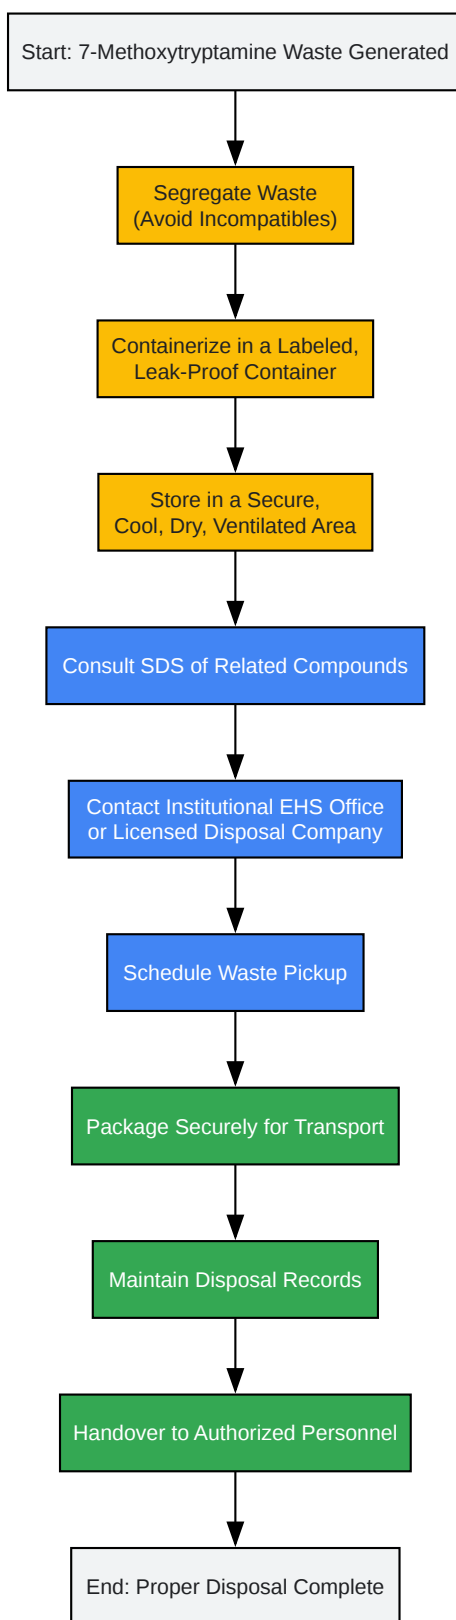 Start: 7-Methoxytryptamine Waste Generated
Segregate Waste
(Avoid Incompatibles)
Containerize in a Labeled,
Leak-Proof Container
Store in a Secure,
Cool, Dry, Ventilated Area
Consult SDS of Related Compounds
Contact Institutional EHS Office
or Licensed Disposal Company
Schedule Waste Pickup
Package Securely for Transport
Maintain Disposal Records
Handover to Authorized Personnel
End: Proper Disposal Complete